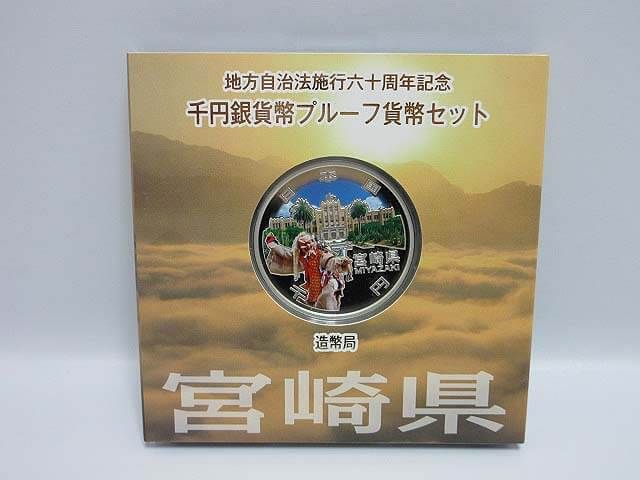 地方自治法施行六十周年記念
千円銀貨幣プルーフ貨幣セット
日本国
宮崎県
MIYAZAKI
千円
造幣局
宮崎県